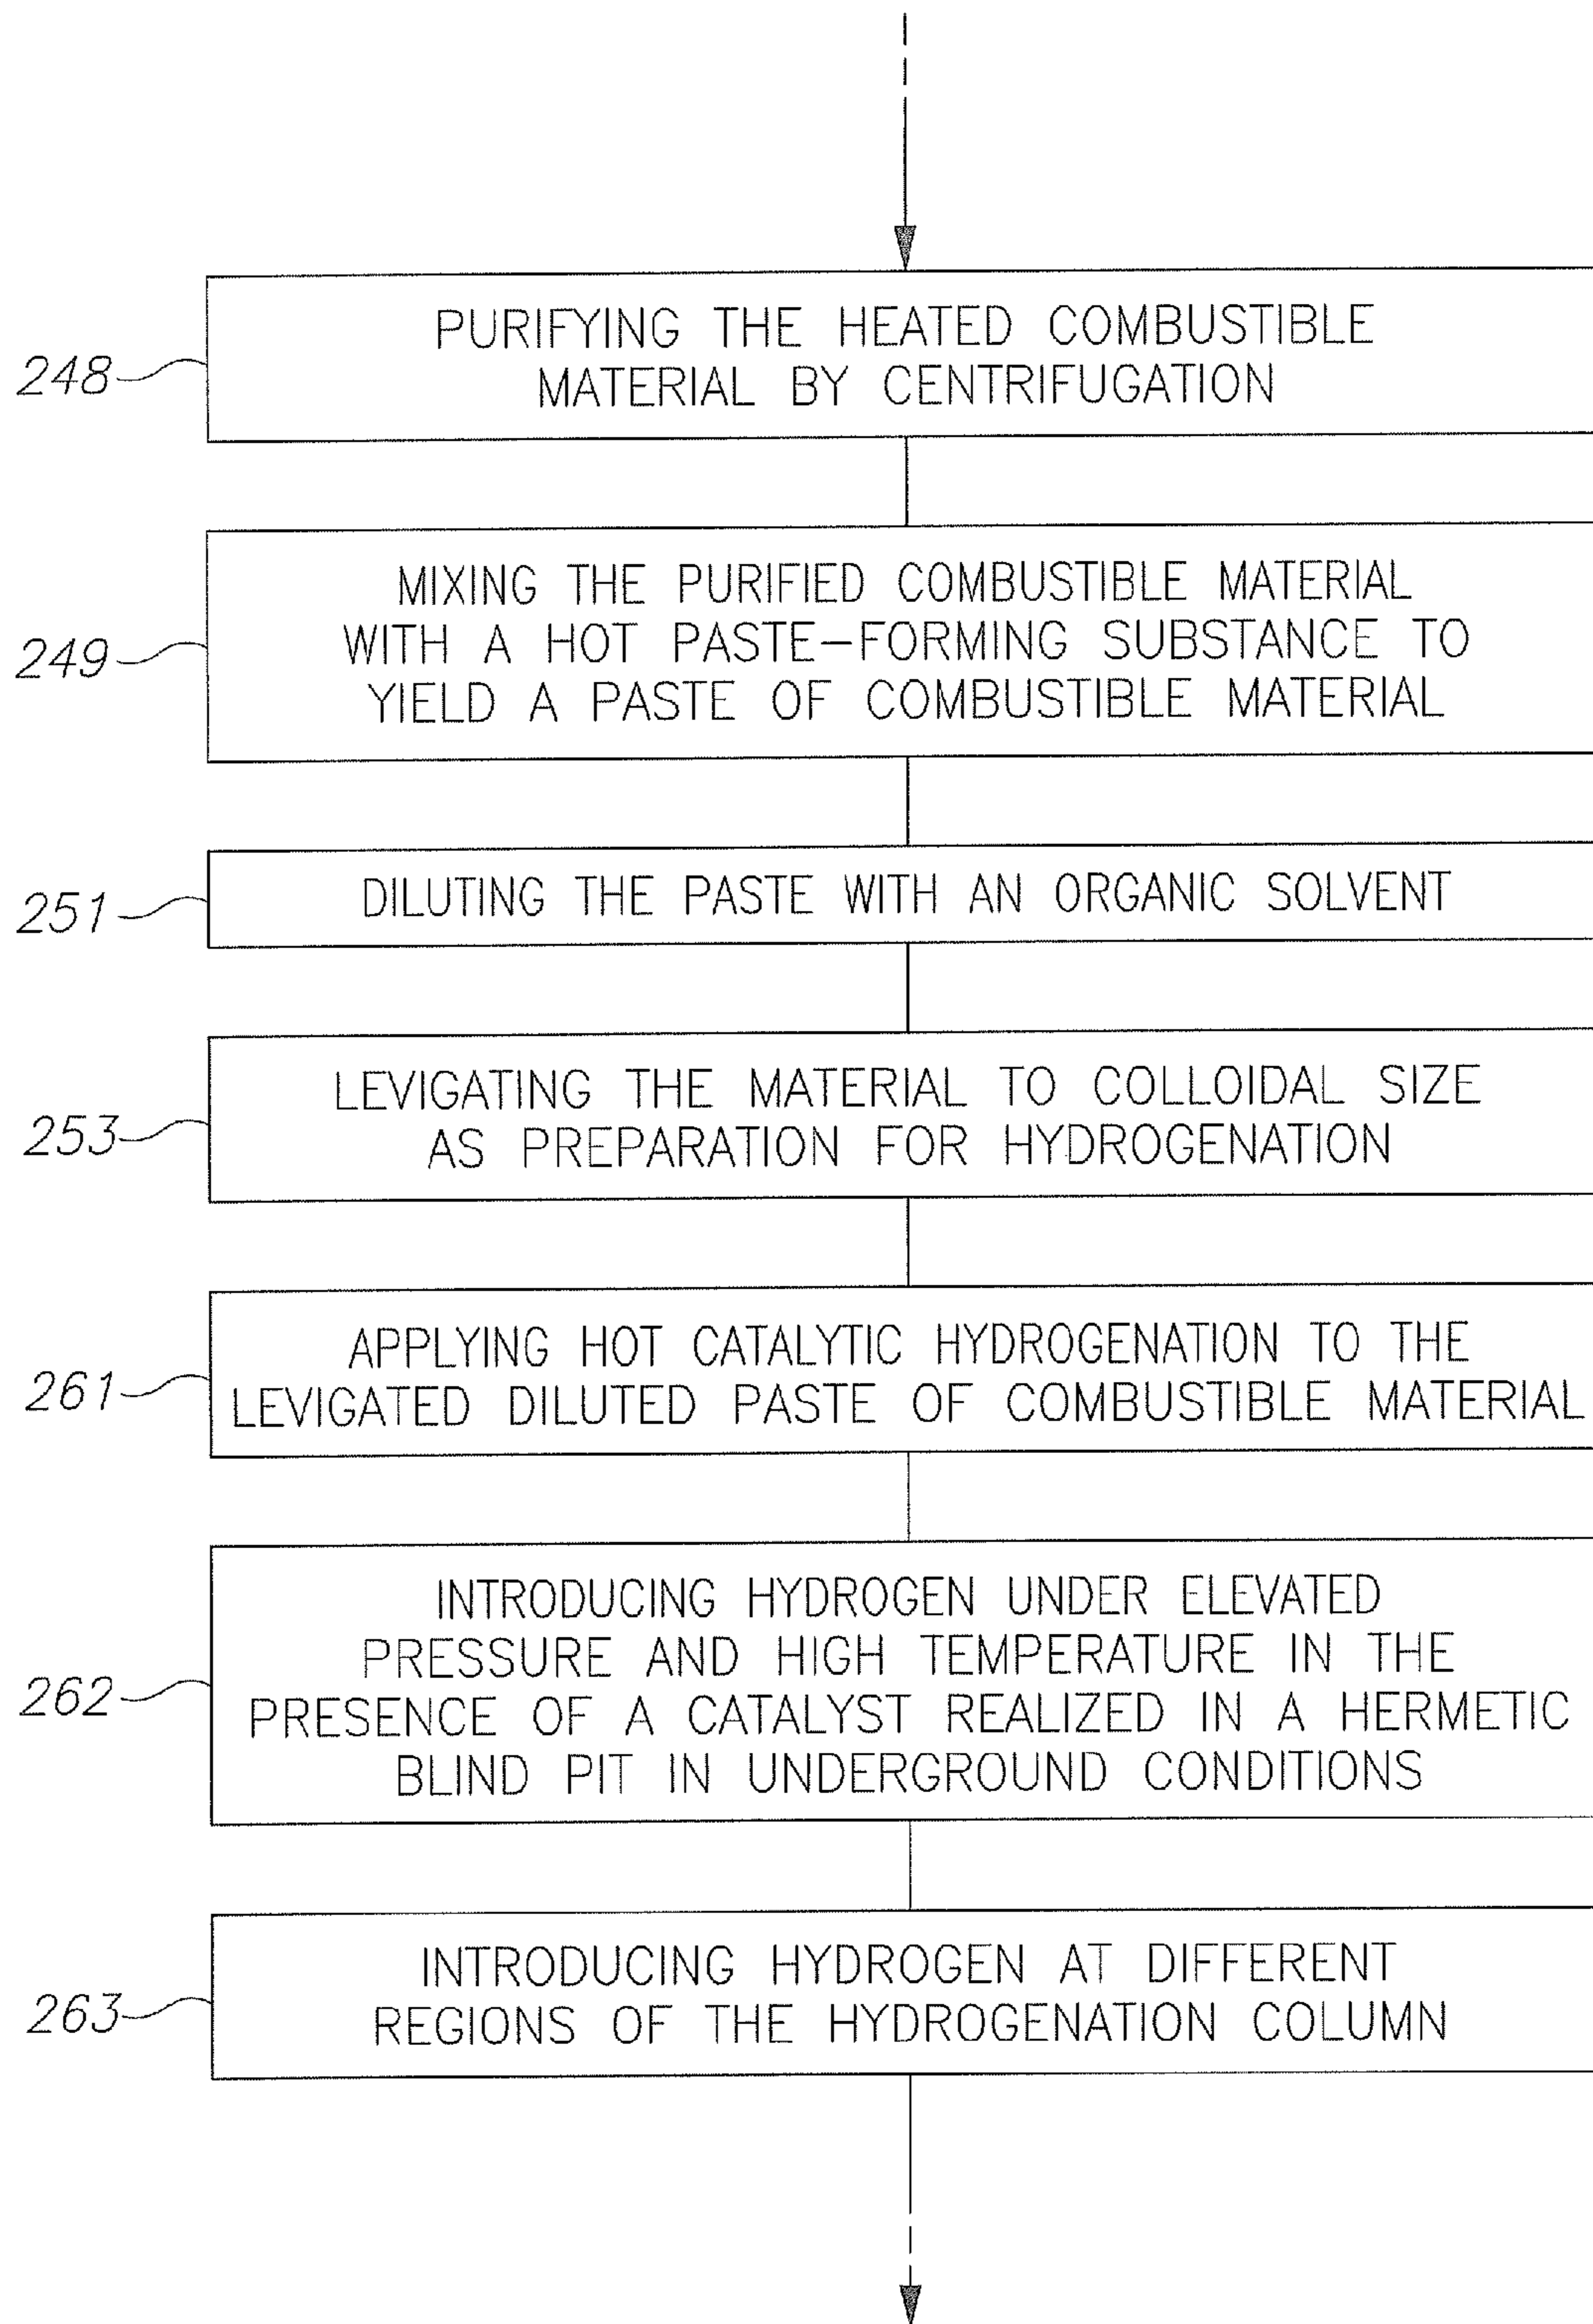 248
PURIFYING THE HEATED COMBUSTIBLE
MATERIAL BY CENTRIFUGATION
249
MIXING THE PURIFIED COMBUSTIBLE MATERIAL
WITH A HOT PASTE-FORMING SUBSTANCE TO
YIELD A PASTE OF COMBUSTIBLE MATERIAL
251
DILUTING THE PASTE WITH AN ORGANIC SOLVENT
253
LEVIGATING THE MATERIAL TO COLLOIDAL SIZE
AS PREPARATION FOR HYDROGENATION
261
APPLYING HOT CATALYTIC HYDROGENATION TO THE
LEVIGATED DILUTED PASTE OF COMBUSTIBLE MATERIAL
262
INTRODUCING HYDROGEN UNDER ELEVATED
PRESSURE AND HIGH TEMPERATURE IN THE
PRESENCE OF A CATALYST REALIZED IN A HERMETIC
BLIND PIT IN UNDERGROUND CONDITIONS
263
INTRODUCING HYDROGEN AT DIFFERENT
REGIONS OF THE HYDROGENATION COLUMN